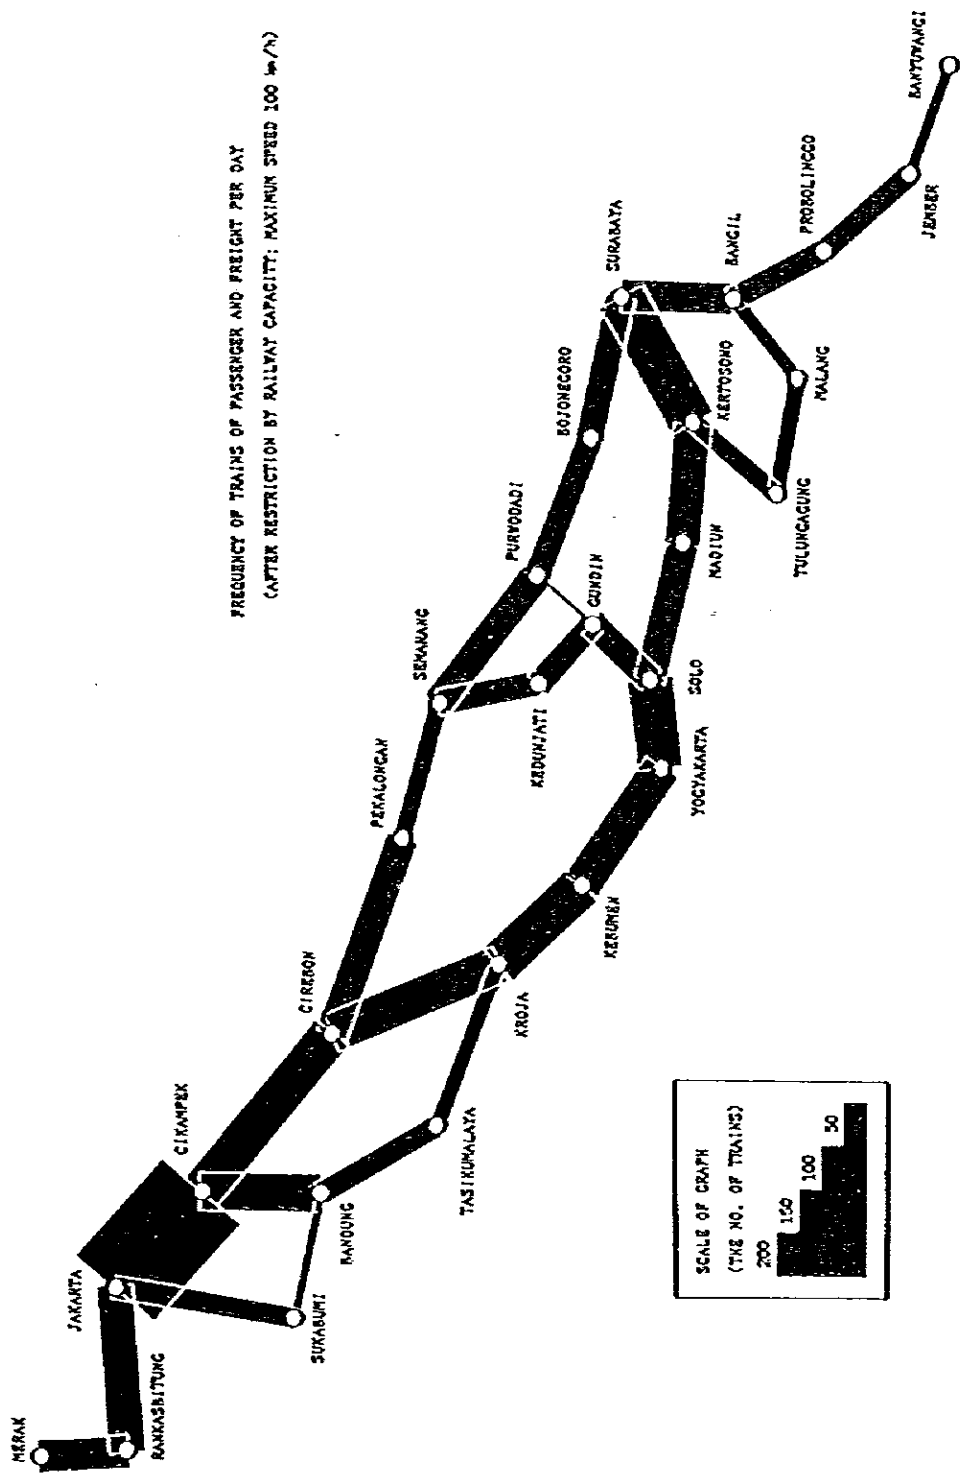 FREQUENCY OF TRAINS OF PASSENGER AND FREIGHT PER DAY
(AFTER RESTRICTION BY RAILWAY CAPACITY: MAXIMUM SPEED 100 km/h)
MERAK
RANKASBITUNG
JAKARTA
SUKABUMI
CIKAMPEK
BANDUNG
TASIKUMALAYA
CIREBON
KROJA
PEKALONGAN
KEBUMEN
SEMARANG
KEDUNJATI
YOGYAKARTA
GUNDIN
SOLO
PURWODADI
MADIUN
BOJONEGORO
TULUNGAGUNG
KERTOSONO
SURABAYA
MALANG
BANGIL
PROBOLINGGO
JEMBER
BANYUWANGI
SCALE OF GRAPH
(THE NO. OF TRAINS)
200
150
100
50